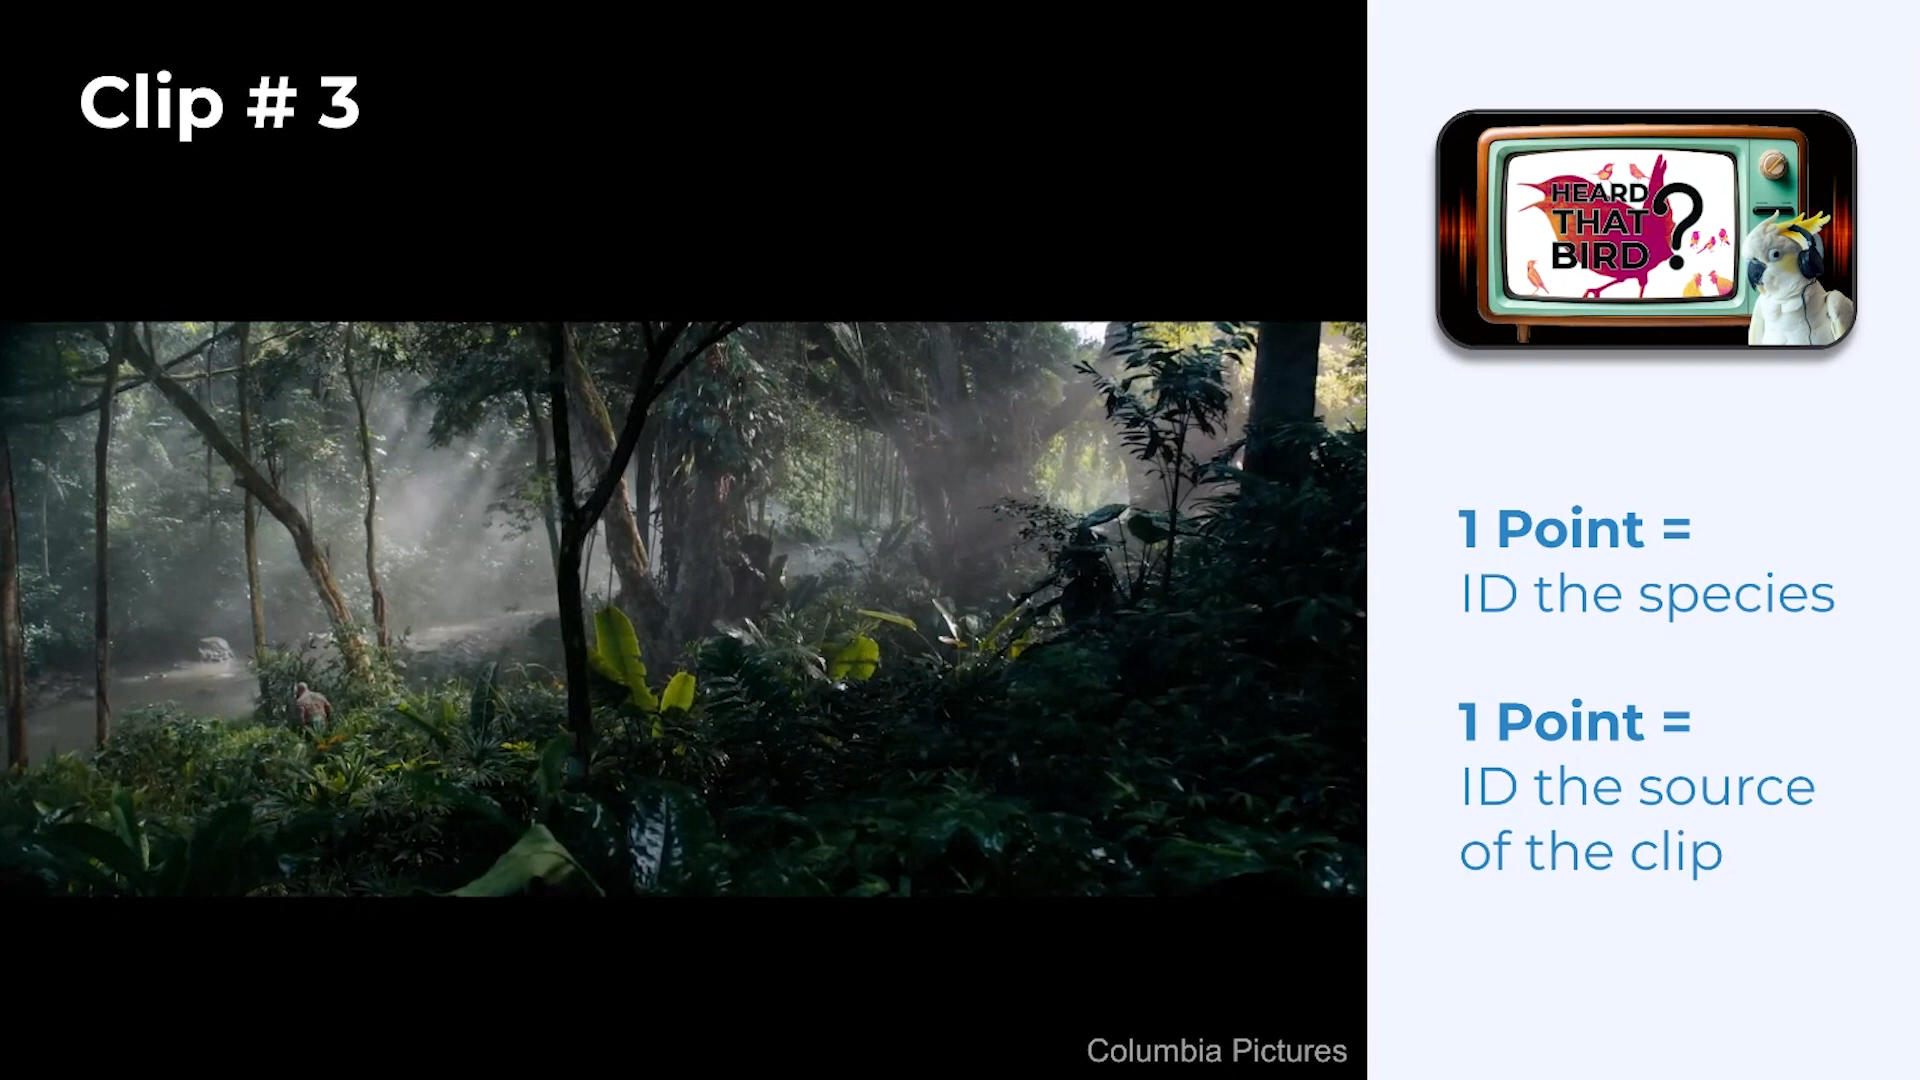 Clip # 3
HEARD
THAT
BIRD?
1 Point =
ID the species
1 Point =
ID the source
of the clip
Columbia Pictures